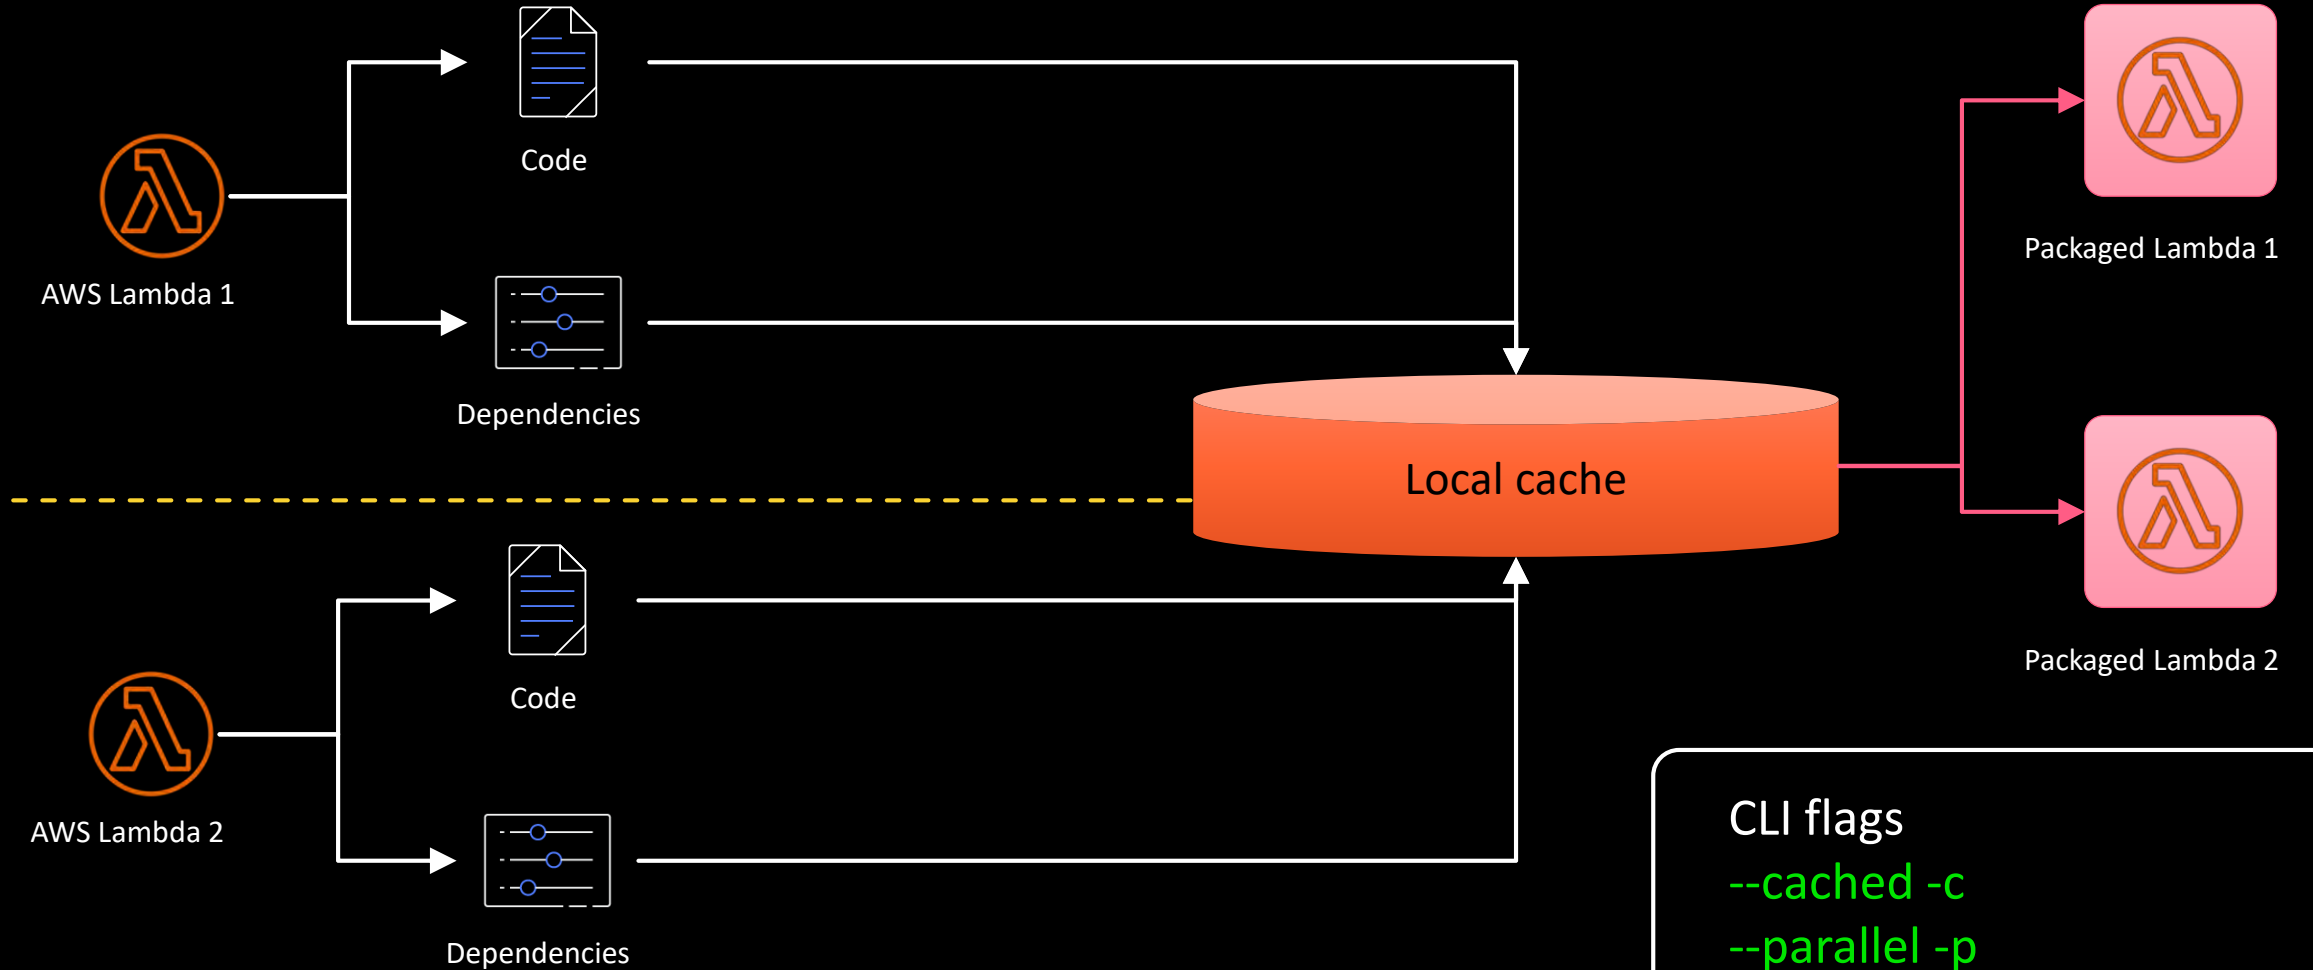 Code
AWS Lambda 1
Dependencies
Local cache
Packaged Lambda 1
Packaged Lambda 2
Code
AWS Lambda 2
Dependencies
CLI flags
--cached -c
--parallel -p